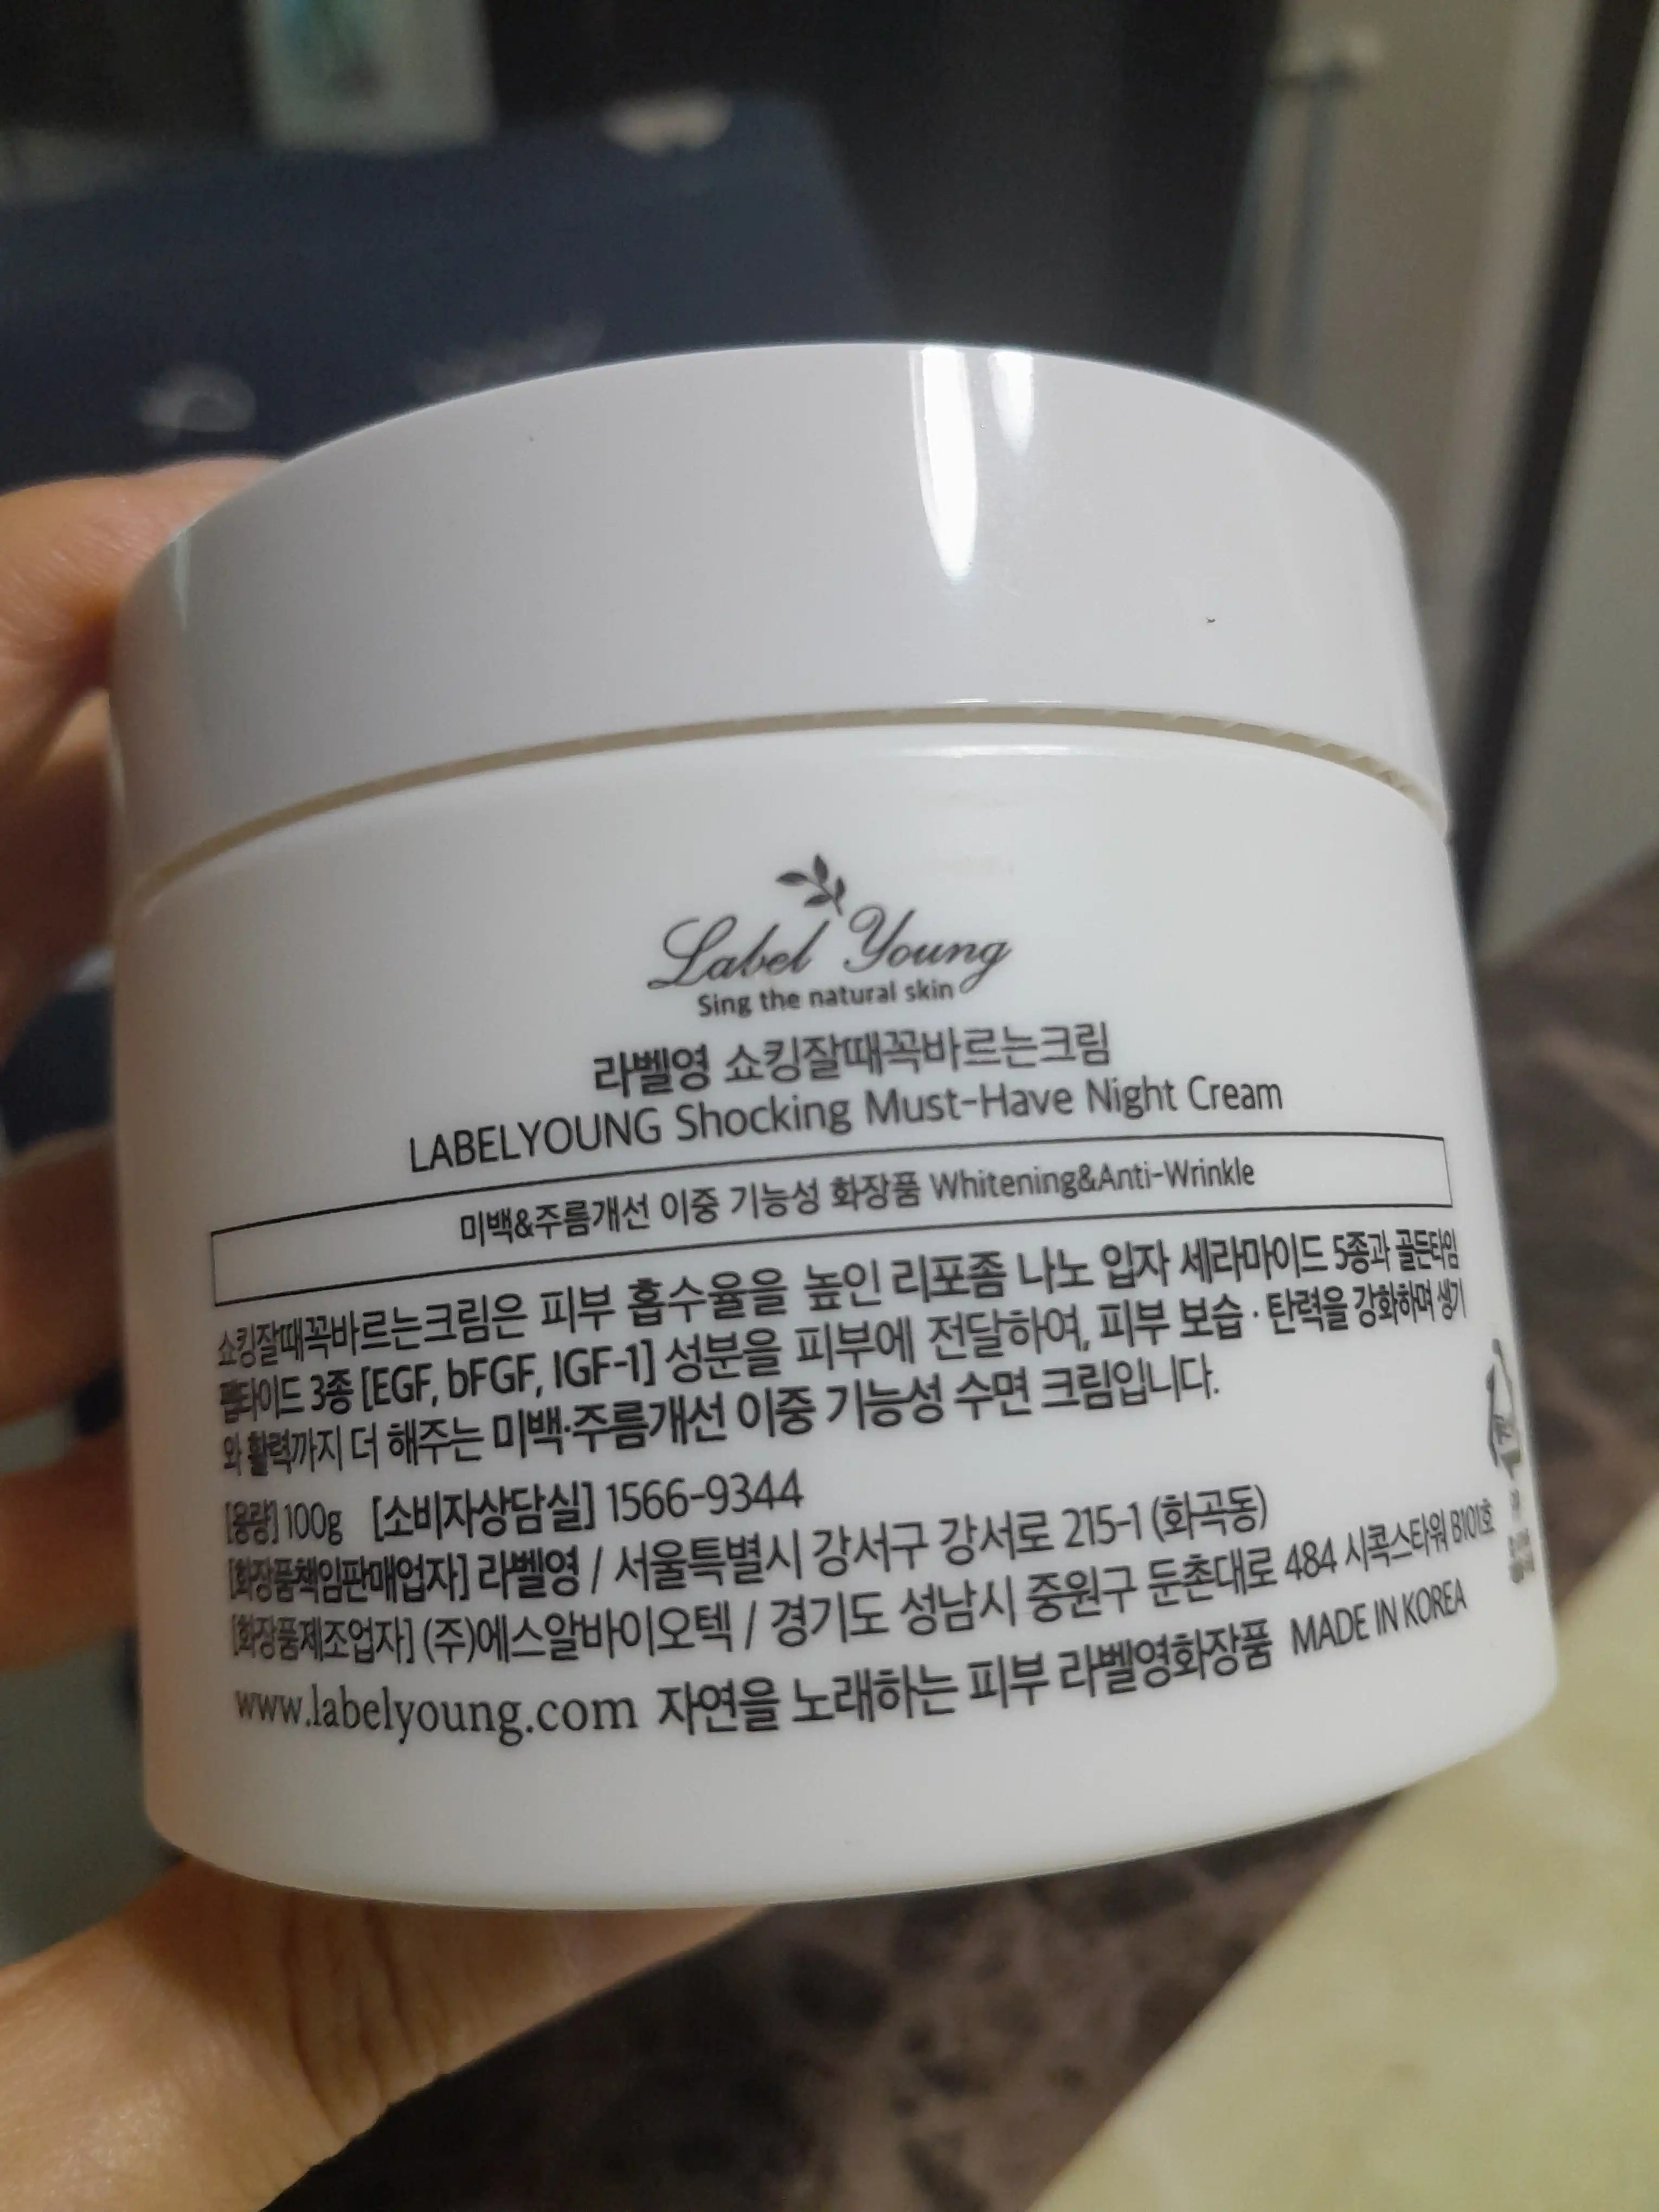 Label Young
Sing the natural skin
라벨영 쇼킹잘때꼭바르는크림
LABELYOUNG Shocking Must-Have Night Cream
미백&주름개선 이중 기능성 화장품 Whitening&Anti-Wrinkle
쇼킹잘때꼭바르는크림은 피부 흡수율을 높인 리포좀 나노 입자 세라마이드 5종과 골든타임
펩타이드 3종 [EGF, bFGF, IGF-1] 성분을 피부에 전달하여, 피부 보습·탄력을 강화하며 생기
와 활력까지 더 해주는 미백·주름개선 이중 기능성 수면 크림입니다.
[용량] 100g [소비자상담실] 1566-9344
[화장품책임판매업자] 라벨영 / 서울특별시 강서구 강서로 215-1 (화곡동)
[화장품제조업자] (주)에스알바이오텍 / 경기도 성남시 중원구 둔촌대로 484 시콕스타워 B101호
www.labelyoung.com 자연을 노래하는 피부 라벨영화장품 MADE IN KOREA